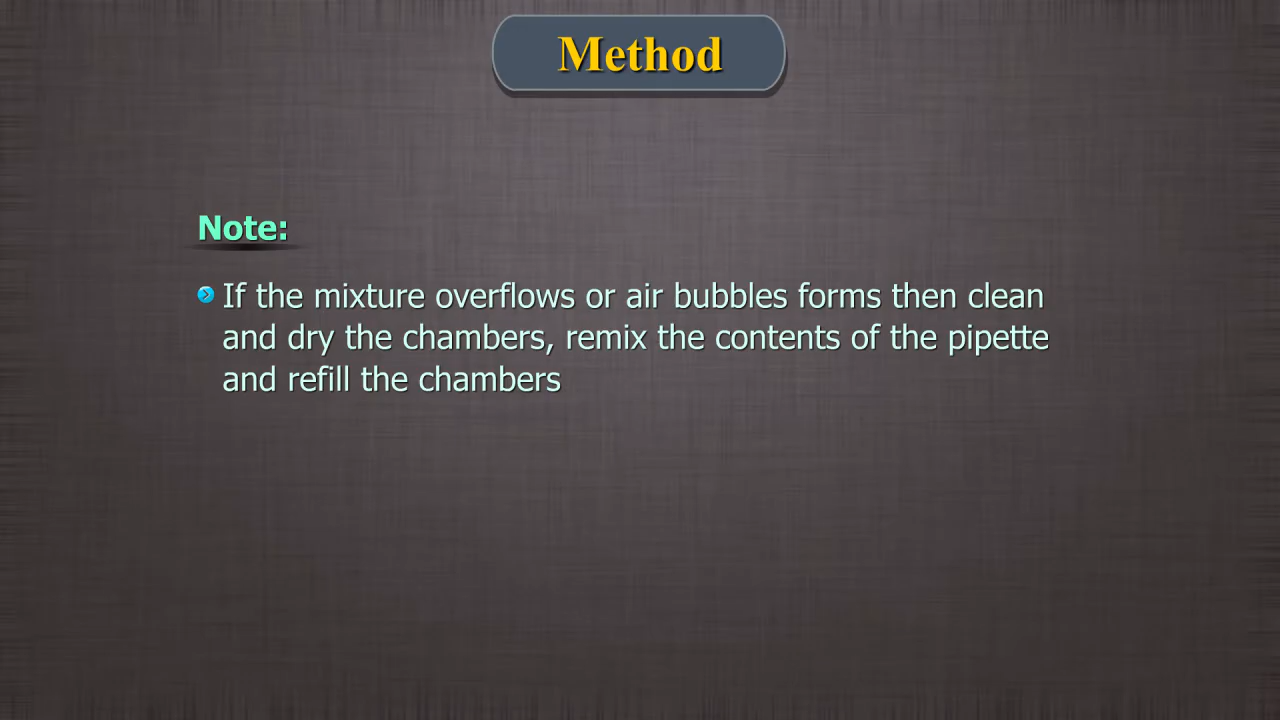 Method
Note:
If the mixture overflows or air bubbles forms then clean
and dry the chambers, remix the contents of the pipette
and refill the chambers